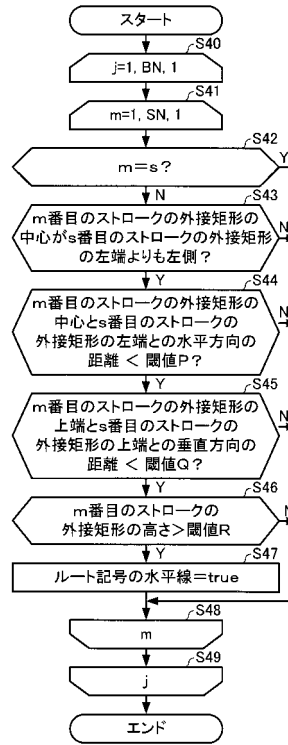 スタート
S40
j=1, BN, 1
S41
m=1, SN, 1
S42
m＝s？
Y
N
S43
m番目のストロークの外接矩形の
中心がs番目のストロークの外接矩形
の左端よりも左側？
N
Y
S44
m番目のストロークの外接矩形の
中心とs番目のストロークの
外接矩形の左端との水平方向の
距離 < 閾値P？
N
Y
S45
m番目のストロークの外接矩形の
上端とs番目のストロークの
外接矩形の上端との垂直方向の
距離 < 閾値Q？
N
Y
S46
m番目のストロークの
外接矩形の高さ＞閾値R
N
Y
S47
ルート記号の水平線＝true
S48
m
S49
j
エンド